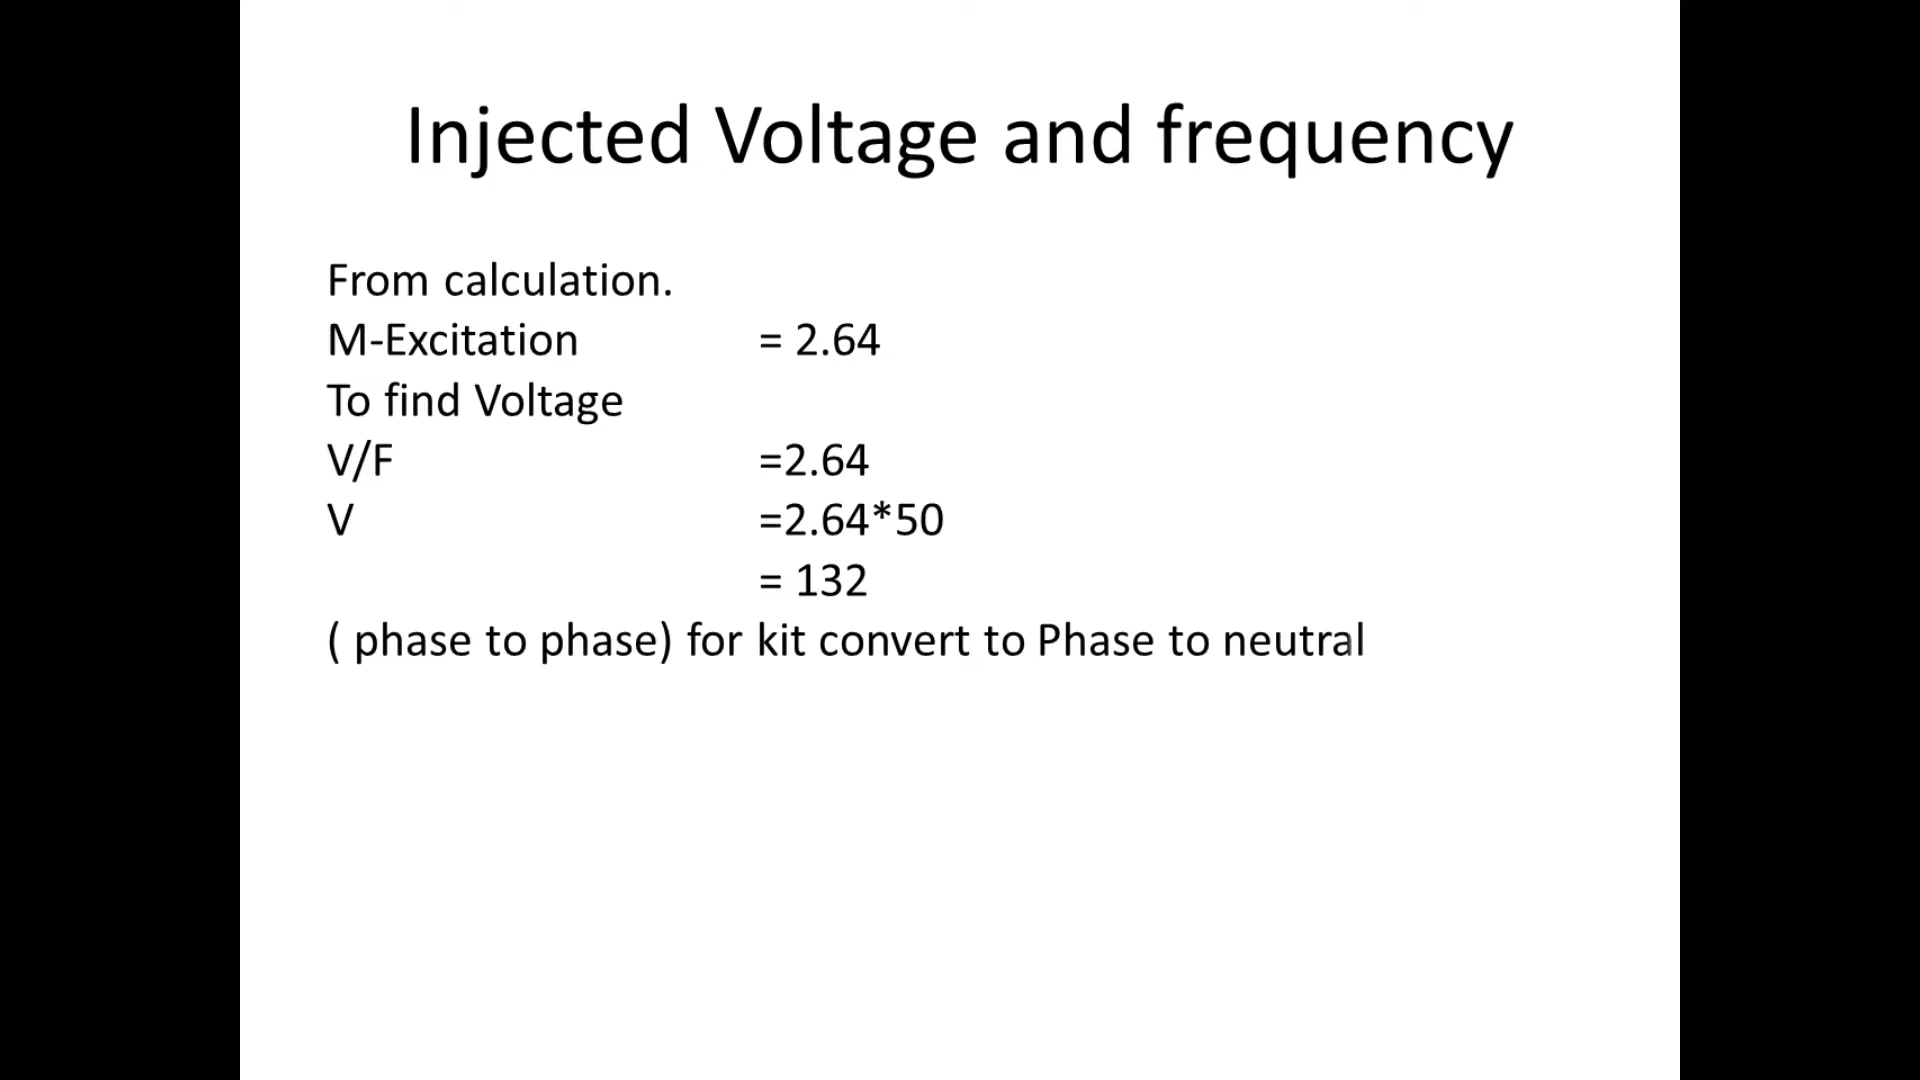 Injected Voltage and frequency
From calculation.
M-Excitation = 2.64
To find Voltage
V/F =2.64
V =2.64*50
= 132
( phase to phase) for kit convert to Phase to neutral